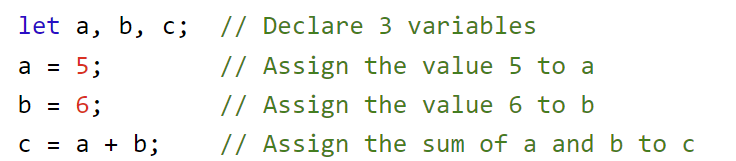 let a, b, c;  // Declare 3 variables
a = 5;        // Assign the value 5 to a
b = 6;        // Assign the value 6 to b
c = a + b;    // Assign the sum of a and b to c